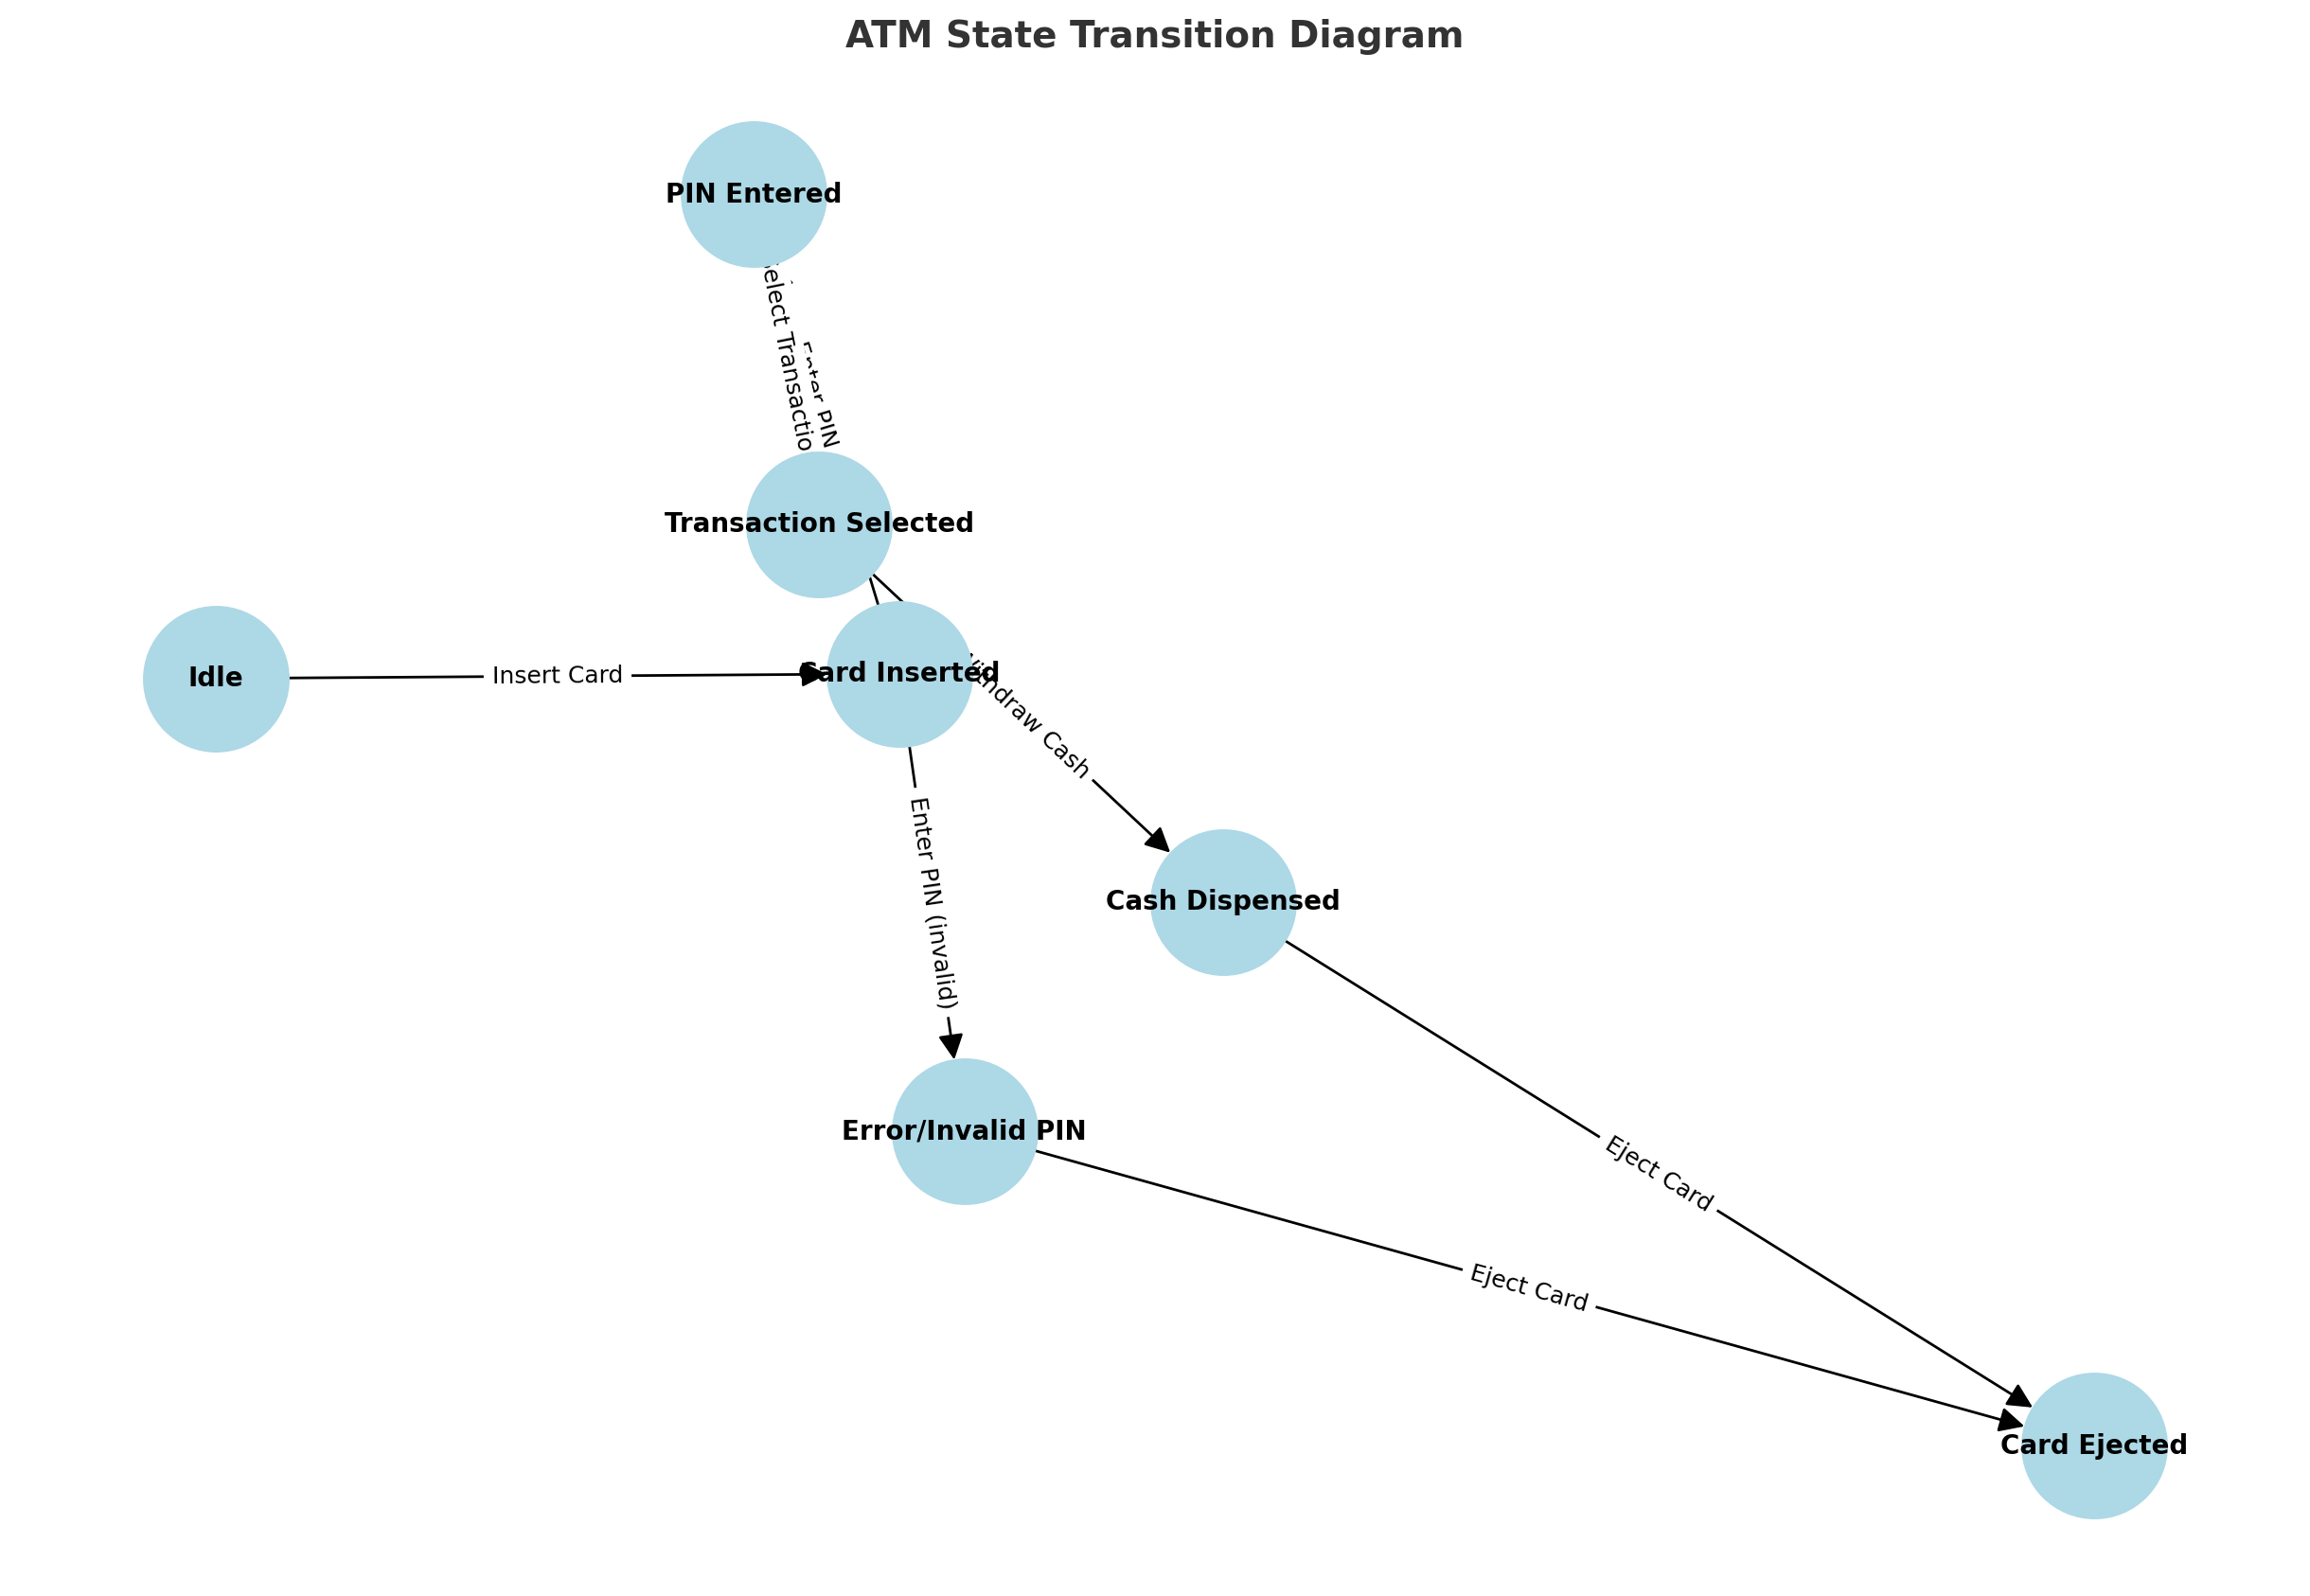 ATM State Transition Diagram
PIN Entered
elect Transactio
Enter PIN
Transaction Selected
Idle
Insert Card
Card Inserted
ithdraw Cash
Enter PIN (invalid)
Cash Dispensed
Error/Invalid PIN
Eject Card
Eject Card
Card Ejected